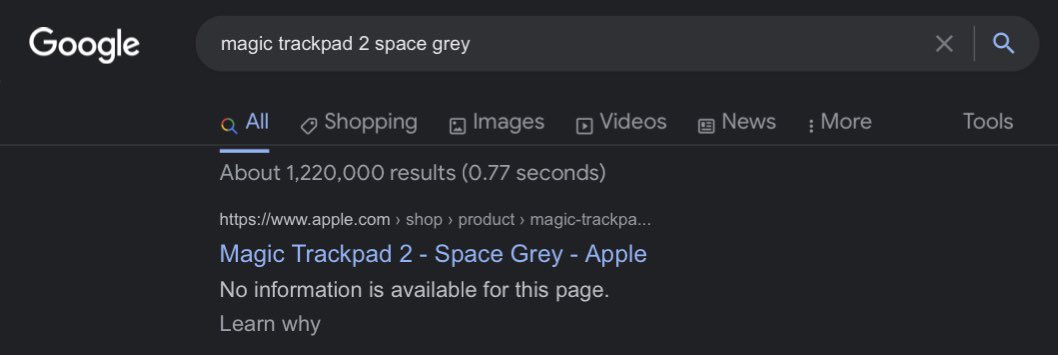 Google magic trackpad 2 space grey
All Shopping Images Videos News More Tools
About 1,220,000 results (0.77 seconds)
https://www.apple.com › shop › product › magic-trackpa...
Magic Trackpad 2 - Space Grey - Apple
No information is available for this page.
Learn why